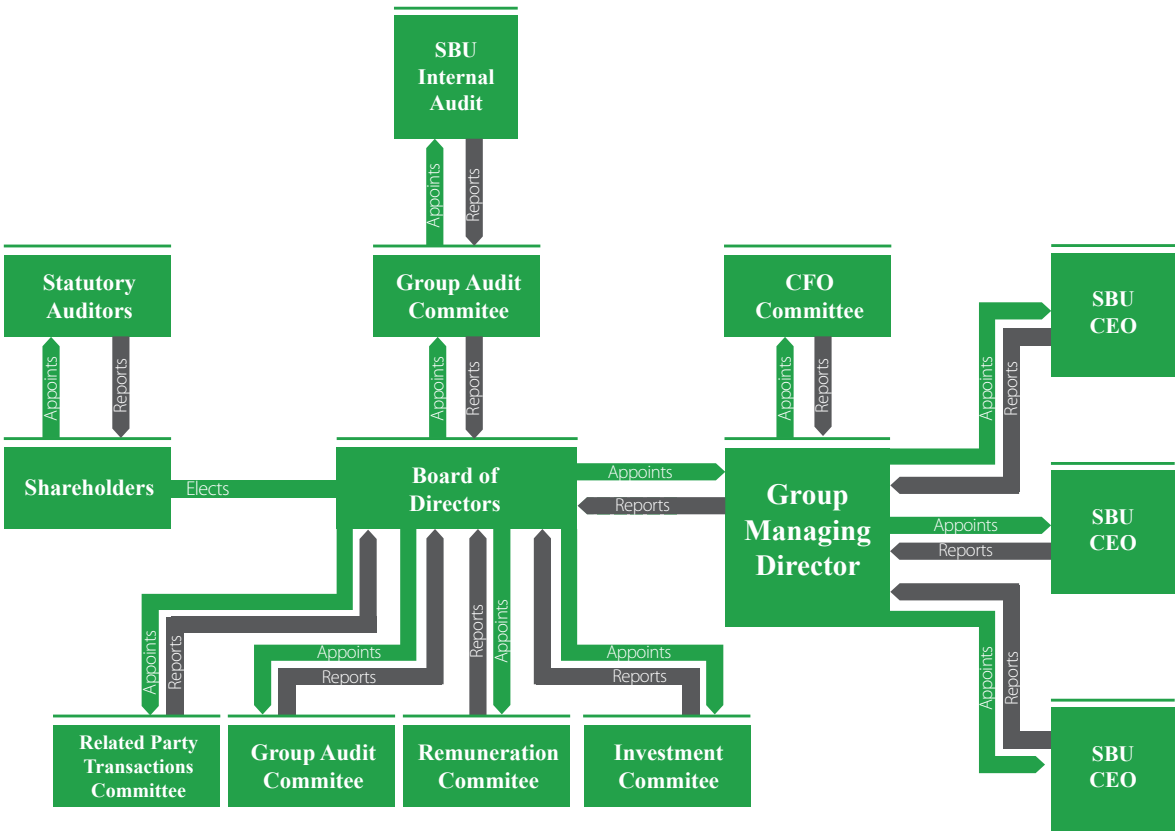 SBU
Internal
Audit
Appoints
Reports
Statutory
Auditors
Group Audit
Commitee
CFO
Committee
SBU
CEO
Appoints
Reports
Appoints
Reports
Appoints
Reports
Appoints
Reports
Shareholders
Elects
Board of
Directors
Appoints
Reports
Group
Managing
Director
Appoints
Reports
SBU
CEO
Appoints
Reports
Appoints
Reports
Reports
Appoints
Appoints
Reports
Appoints
Reports
Related Party
Transactions
Committee
Group Audit
Commitee
Remuneration
Commitee
Investment
Commitee
SBU
CEO